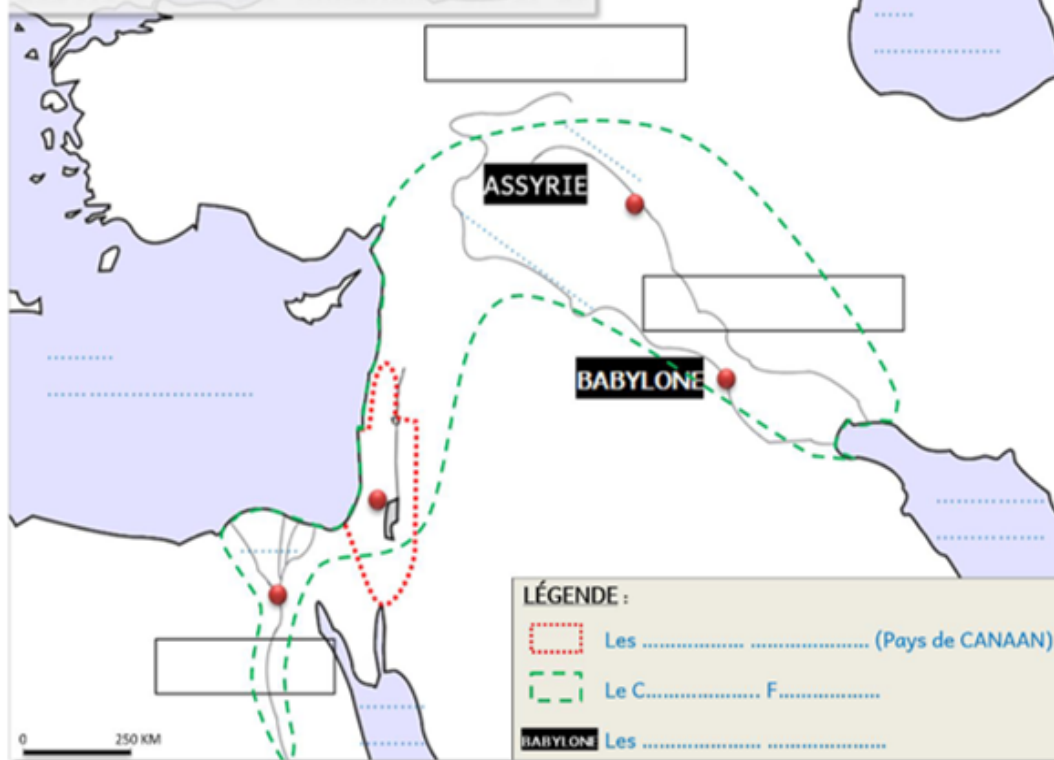 ASSYRIE
BABYLONE
LÉGENDE :
Les .................... ....................... (Pays de CANAAN)
Le C...................... F....................
BABYLONE Les ....................... .......................
0 250 KM